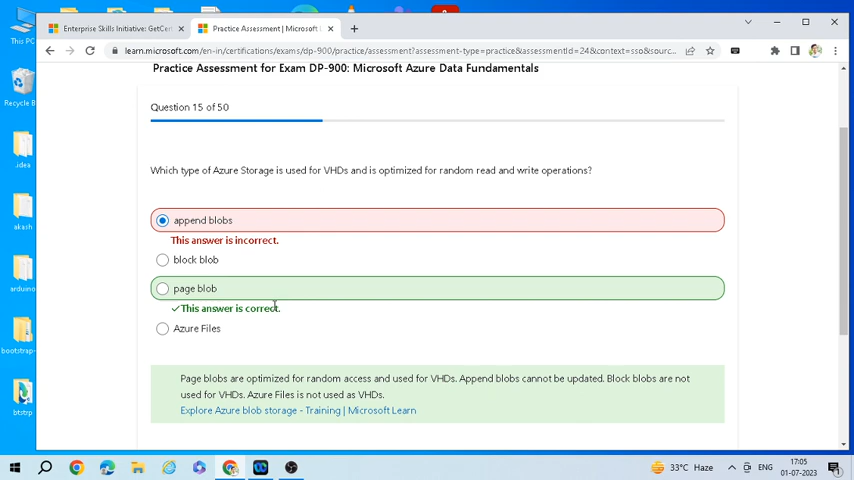 This PC
Enterprise Skills Initiative: GetCert
Practice Assessment | Microsoft
learn.microsoft.com/en-in/certifications/exams/dp-900/practice/assessment?assessment-type=practice&assessmentId=24&context=sso&sourc...
Recycle B
.idea
akash
arduino
bootstrap-
btstrp
Practice Assessment for Exam DP-900: Microsoft Azure Data Fundamentals
Question 15 of 50
Which type of Azure Storage is used for VHDs and is optimized for random read and write operations?
append blobs
This answer is incorrect.
block blob
page blob
✓This answer is correct.
Azure Files
Page blobs are optimized for random access and used for VHDs. Append blobs cannot be updated. Block blobs are not
used for VHDs. Azure Files is not used as VHDs.
Explore Azure blob storage - Training | Microsoft Learn
33°C Haze
ENG
17:05
01-07-2023